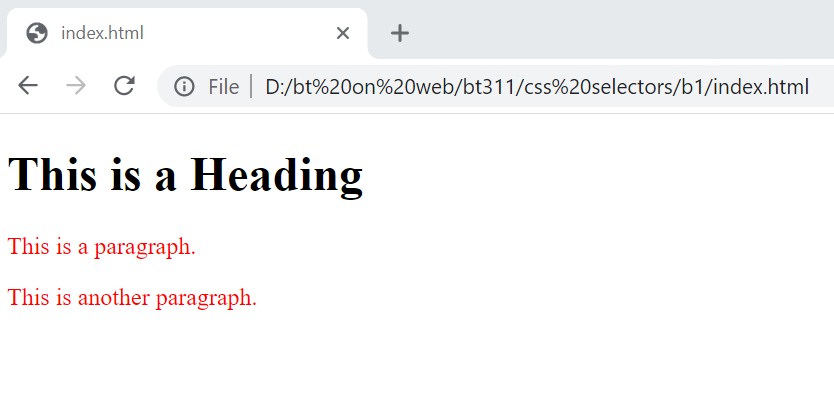 index.html
File D:/bt%20on%20web/bt311/css%20selectors/b1/index.html
This is a Heading
This is a paragraph.
This is another paragraph.